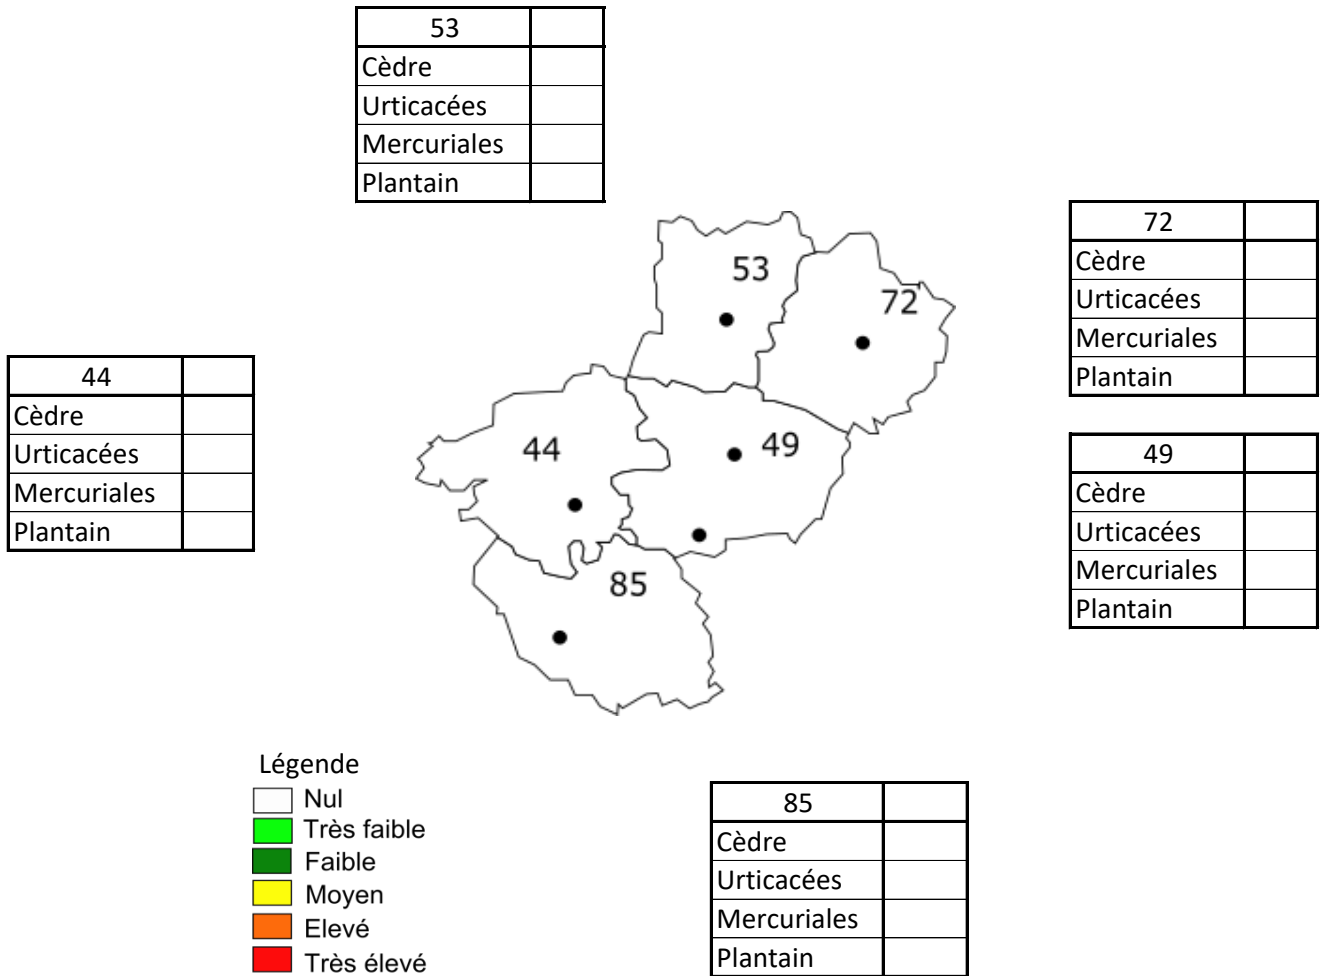 53
Cèdre
Urticacées
Mercuriales
Plantain
72
Cèdre
Urticacées
Mercuriales
Plantain
44
Cèdre
Urticacées
Mercuriales
Plantain
49
Cèdre
Urticacées
Mercuriales
Plantain
53
72
44
49
85
Légende
Nul
Très faible
Faible
Moyen
Elevé
Très élevé
85
Cèdre
Urticacées
Mercuriales
Plantain